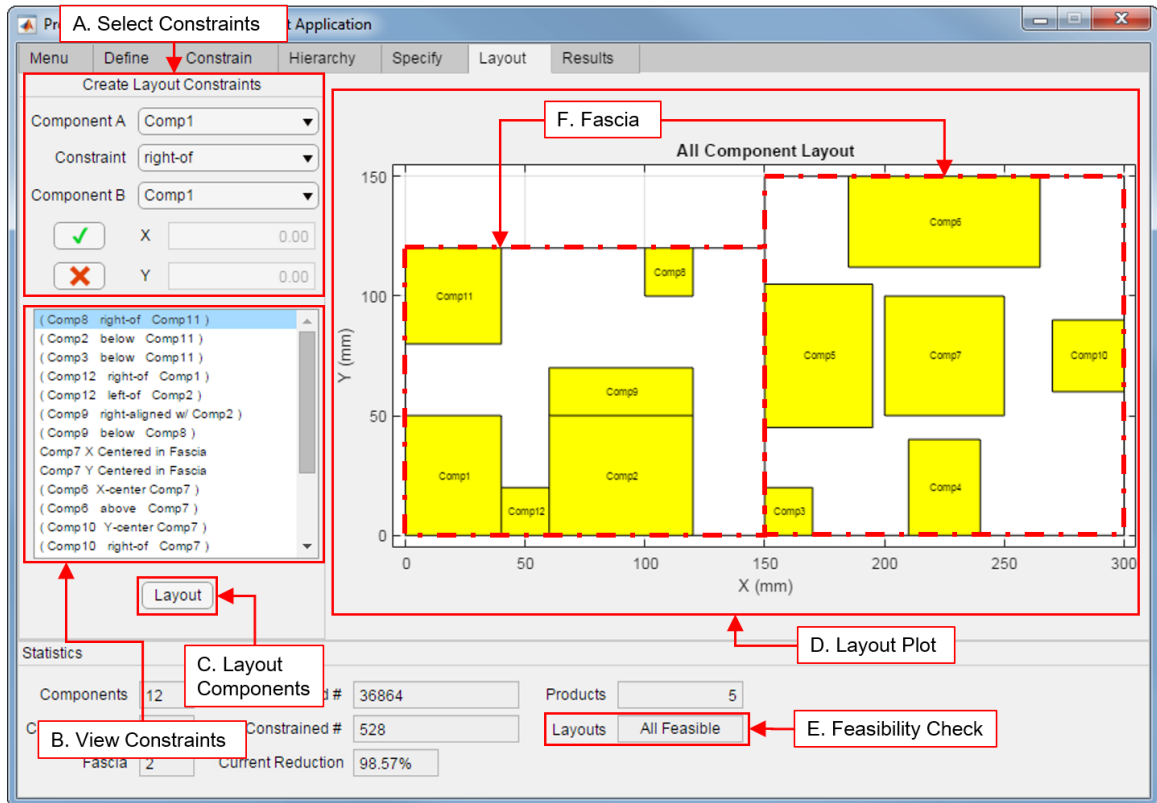 A. Select Constraints
Pr t Application
Menu Define Constrain Hierarchy Specify Layout Results
Create Layout Constraints
Component A Comp1
Constraint right-of
Component B Comp1
X 0.00
Y 0.00
( Comp8 right-of Comp11 )
( Comp2 below Comp11 )
( Comp3 below Comp11 )
( Comp12 right-of Comp1 )
( Comp12 left-of Comp2 )
( Comp9 right-aligned w/ Comp2 )
( Comp9 below Comp8 )
Comp7 X Centered in Fascia
Comp7 Y Centered in Fascia
( Comp6 X-center Comp7 )
( Comp6 above Comp7 )
( Comp10 Y-center Comp7 )
( Comp10 right-of Comp7 )
Layout
F. Fascia
All Component Layout
150
100
50
0
Y (mm)
Comp6
Comp11
Comp8
Comp5
Comp7
Comp10
Comp9
Comp1
Comp2
Comp4
Comp12
Comp3
0 50 100 150 200 250 300
X (mm)
D. Layout Plot
C. Layout
Components
B. View Constraints
E. Feasibility Check
Statistics
Components 12 d # 36864 Products 5
C Constrained # 528 Layouts All Feasible
Fascia 2 Current Reduction 98.57%